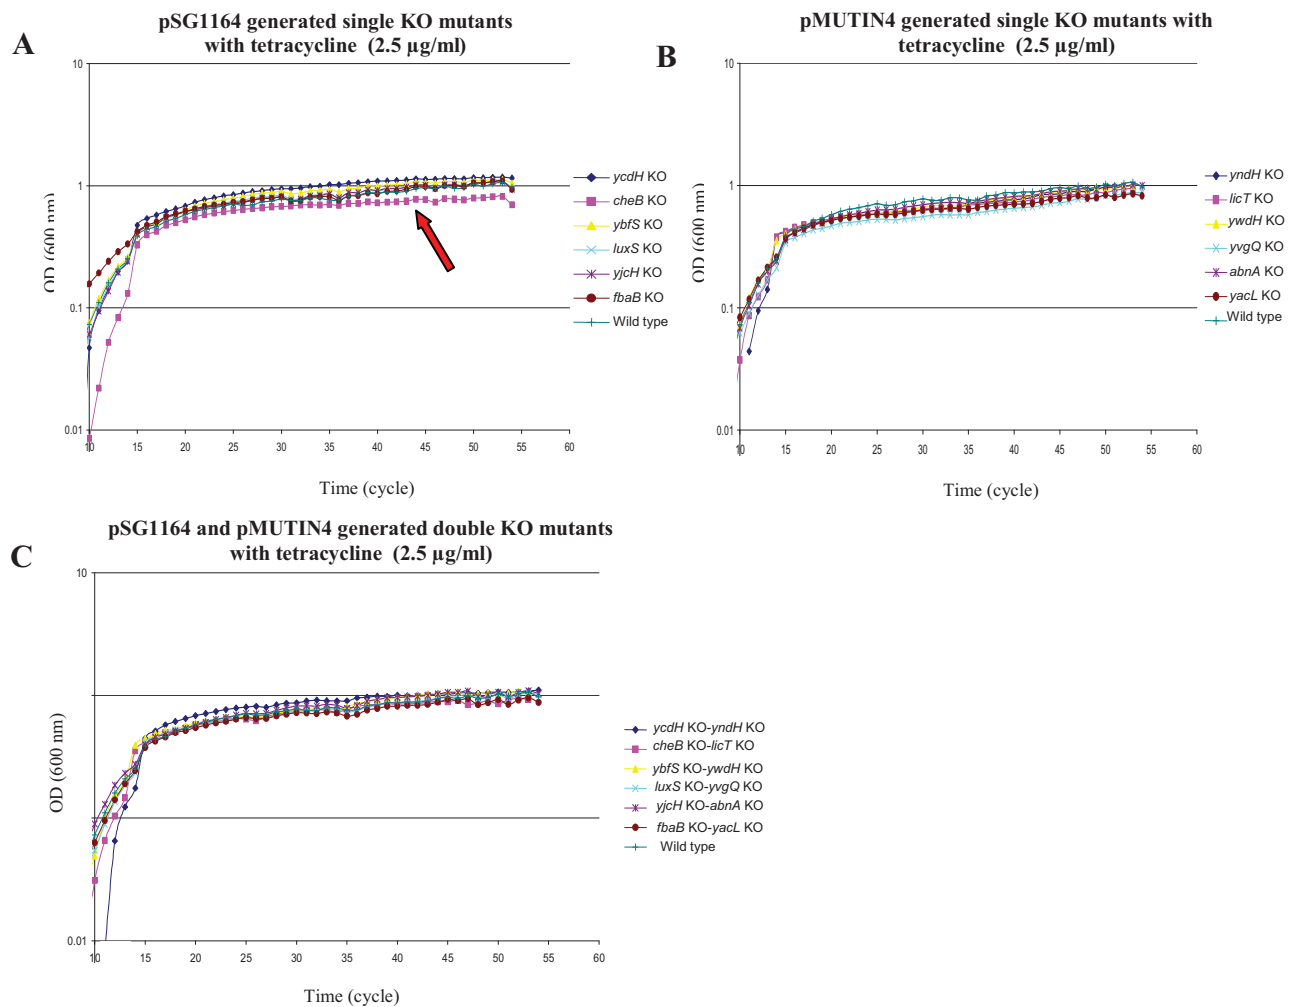 A
pSG1164 generated single KO mutants
with tetracycline (2.5 µg/ml)
10
1
0.1
0.01
OD (600 nm)
10 15 20 25 30 35 40 45 50 55 60
Time (cycle)
ycdH KO
cheB KO
ybfS KO
luxS KO
yjcH KO
fbaB KO
Wild type
B
pMUTIN4 generated single KO mutants with
tetracycline (2.5 µg/ml)
10
1
0.1
0.01
OD (600 nm)
10 15 20 25 30 35 40 45 50 55 60
Time (cycle)
yndH KO
licT KO
ywdH KO
yvgQ KO
abnA KO
yacL KO
Wild type
C
pSG1164 and pMUTIN4 generated double KO mutants
with tetracycline (2.5 µg/ml)
10
0.01
OD (600 nm)
10 15 20 25 30 35 40 45 50 55 60
Time (cycle)
ycdH KO-yndH KO
cheB KO-licT KO
ybfS KO-ywdH KO
luxS KO-yvgQ KO
yjcH KO-abnA KO
fbaB KO-yacL KO
Wild type